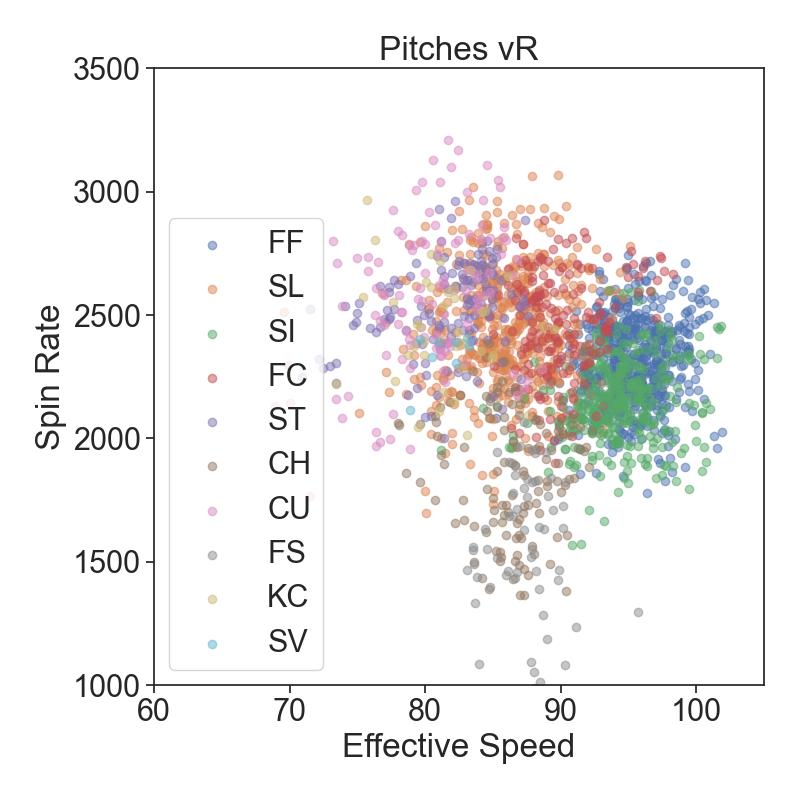 Pitches vR
3500
3000
2500
2000
1500
1000
Spin Rate
FF
SL
SI
FC
ST
CH
CU
FS
KC
SV
60
70
80
90
100
Effective Speed